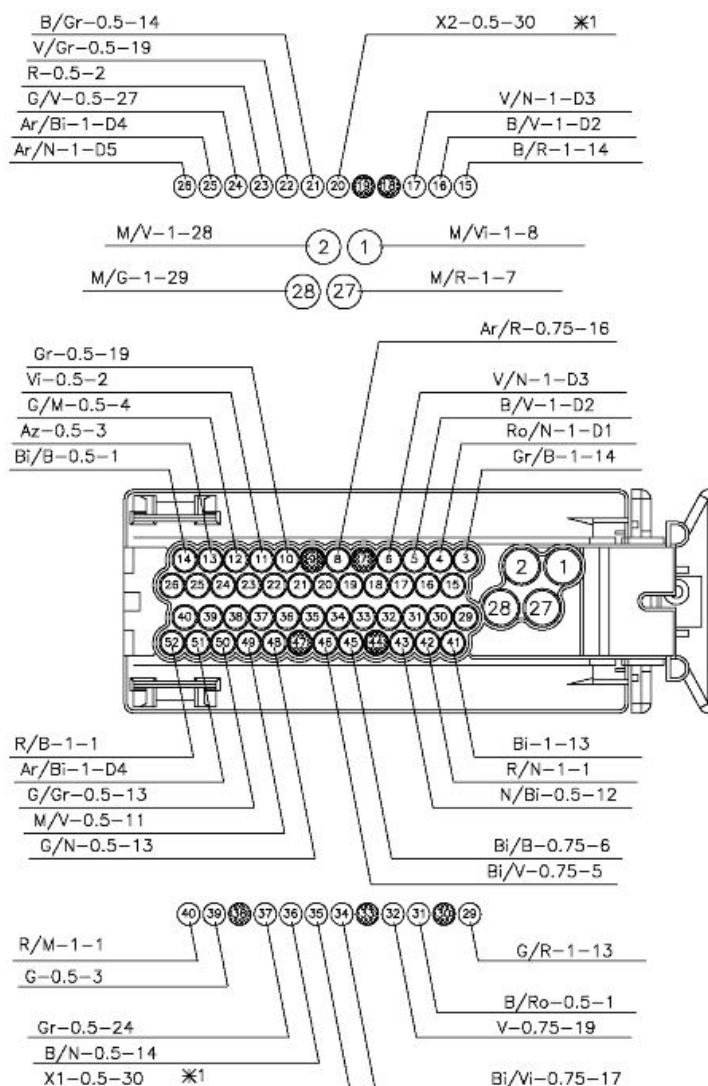 B/Gr-0.5-14 X2-0.5-30 ✳1
V/Gr-0.5-19
R-0.5-2
G/V-0.5-27 V/N-1-D3
Ar/Bi-1-D4 B/V-1-D2
Ar/N-1-D5 B/R-1-14
26 25 24 23 22 21 20 19 18 17 16 15
M/V-1-28 2 1 M/Vi-1-8
M/G-1-29 28 27 M/R-1-7
Ar/R-0.75-16
Gr-0.5-19
Vi-0.5-2 V/N-1-D3
G/M-0.5-4 B/V-1-D2
Az-0.5-3 Ro/N-1-D1
Bi/B-0.5-1 Gr/B-1-14
14 13 12 11 10 9 8 7 6 5 4 3 2 1
26 25 24 23 22 21 20 19 18 17 16 15
40 39 38 37 36 35 34 33 32 31 30 29 28 27
52 51 50 49 48 47 46 45 44 43 42 41
R/B-1-1 Bi-1-13
Ar/Bi-1-D4 R/N-1-1
G/Gr-0.5-13 N/Bi-0.5-12
M/V-0.5-11
G/N-0.5-13 Bi/B-0.75-6
Bi/V-0.75-5
40 39 38 37 36 35 34 33 32 31 30 29
R/M-1-1 G/R-1-13
G-0.5-3
B/Ro-0.5-1
Gr-0.5-24 V-0.75-19
B/N-0.5-14
X1-0.5-30 ✳1 Bi/Vi-0.75-17